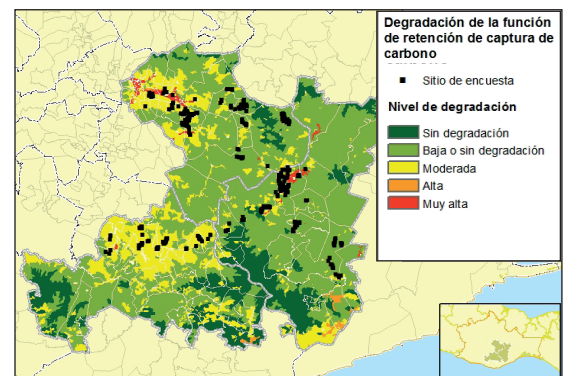 Degradación de la función
de retención de captura de
carbono
Sitio de encuesta
Nivel de degradación
Sin degradación
Baja o sin degradación
Moderada
Alta
Muy alta